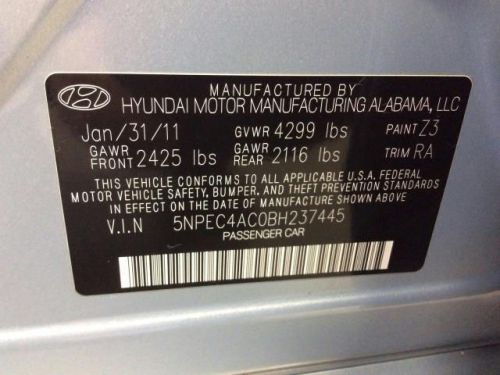 MANUFACTURED BY
HYUNDAI MOTOR MANUFACTURING ALABAMA, LLC
Jan/31/11 GVWR 4299 lbs PAINT Z3
GAWR FRONT 2425 lbs GAWR REAR 2116 lbs TRIM RA
THIS VEHICLE CONFORMS TO ALL APPLICABLE U.S.A. FEDERAL
MOTOR VEHICLE SAFETY, BUMPER, AND THEFT PREVENTION STANDARDS
IN EFFECT ON THE DATE OF MANUFACTURE SHOWN ABOVE
V.I.N 5NPEC4AC0BH237445
PASSENGER CAR